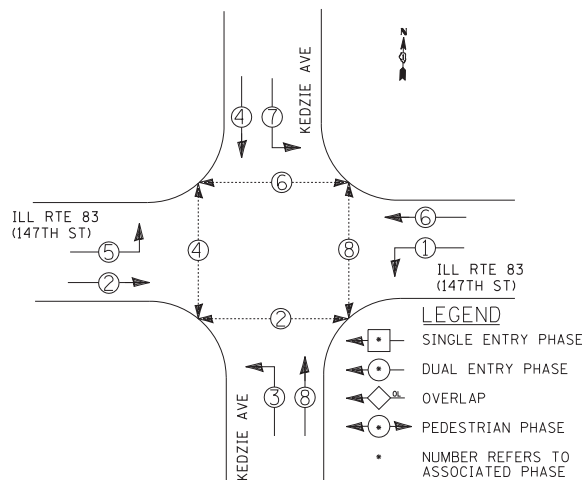 KEDZIE AVE
N
4
7
6
ILL RTE 83
(147TH ST)
6
5
4
8
1
2
ILL RTE 83
(147TH ST)
2
LEGEND
* SINGLE ENTRY PHASE
3
8
* DUAL ENTRY PHASE
OL OVERLAP
KEDZIE AVE
* PEDESTRIAN PHASE
* NUMBER REFERS TO
ASSOCIATED PHASE